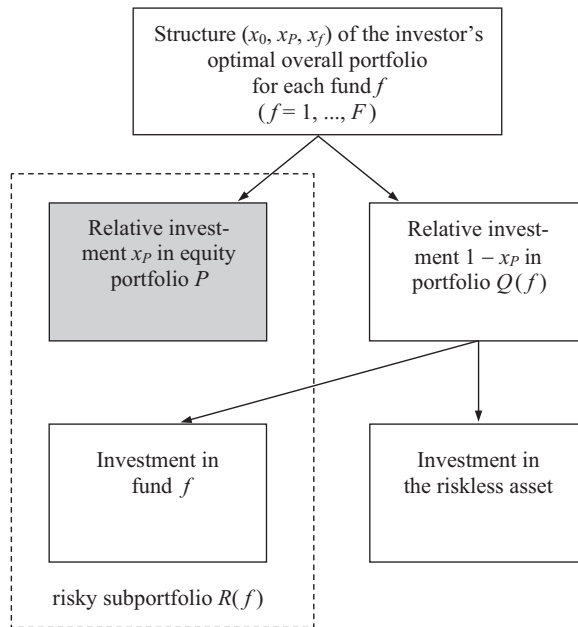 Structure (x0, xP, xf) of the investor's
optimal overall portfolio
for each fund f
(f = 1, ..., F)
Relative invest-
ment xP in equity
portfolio P
Relative invest-
ment 1 – xP in
portfolio Q(f)
Investment in
fund f
Investment in
the riskless asset
risky subportfolio R(f)